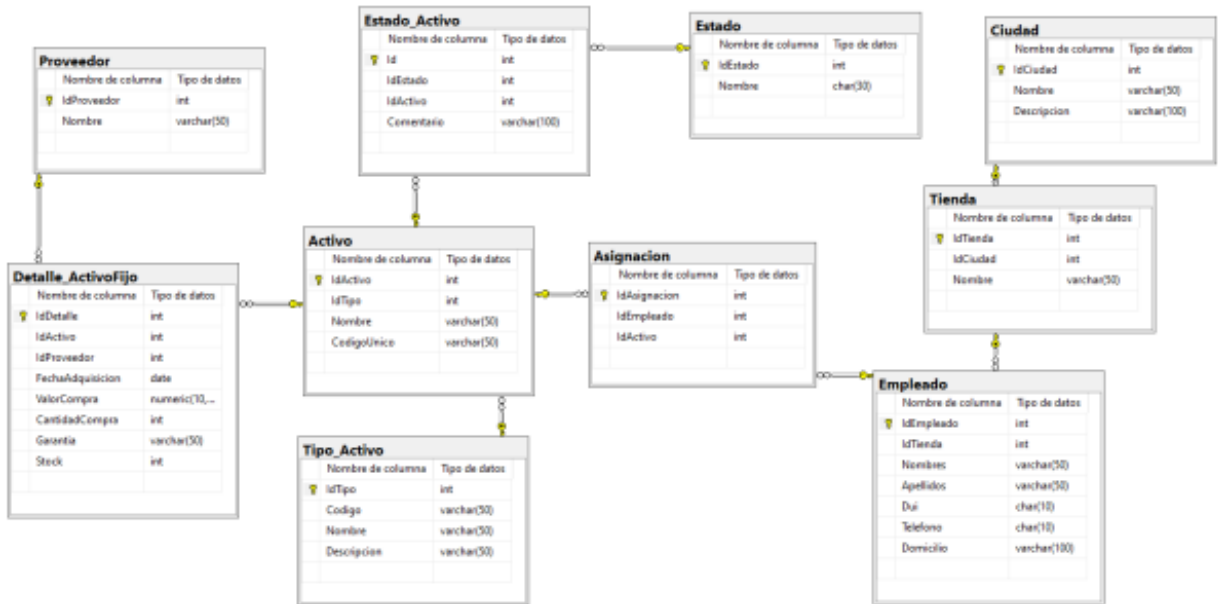 Proveedor
Nombre de columna Tipo de datos
IdProveedor int
Nombre varchar(50)
Estado_Activo
Nombre de columna Tipo de datos
Id int
IdEstado int
IdActivo int
Comentario varchar(100)
Estado
Nombre de columna Tipo de datos
IdEstado int
Nombre char(30)
Ciudad
Nombre de columna Tipo de datos
IdCiudad int
Nombre varchar(50)
Descripcion varchar(100)
Detalle_ActivoFijo
Nombre de columna Tipo de datos
IdDetalle int
IdActivo int
IdProveedor int
FechaAdquisicion date
ValorCompra numeric(10,...
CantidadCompra int
Garantia varchar(50)
Stock int
Activo
Nombre de columna Tipo de datos
IdActivo int
IdTipo int
Nombre varchar(50)
CodigoUnico varchar(50)
Asignacion
Nombre de columna Tipo de datos
IdAsignacion int
IdEmpleado int
IdActivo int
Tienda
Nombre de columna Tipo de datos
IdTienda int
IdCiudad int
Nombre varchar(50)
Tipo_Activo
Nombre de columna Tipo de datos
IdTipo int
Codigo varchar(50)
Nombre varchar(50)
Descripcion varchar(50)
Empleado
Nombre de columna Tipo de datos
IdEmpleado int
IdTienda int
Nombres varchar(50)
Apellidos varchar(50)
Dui char(10)
Telefono char(10)
Domicilio varchar(100)